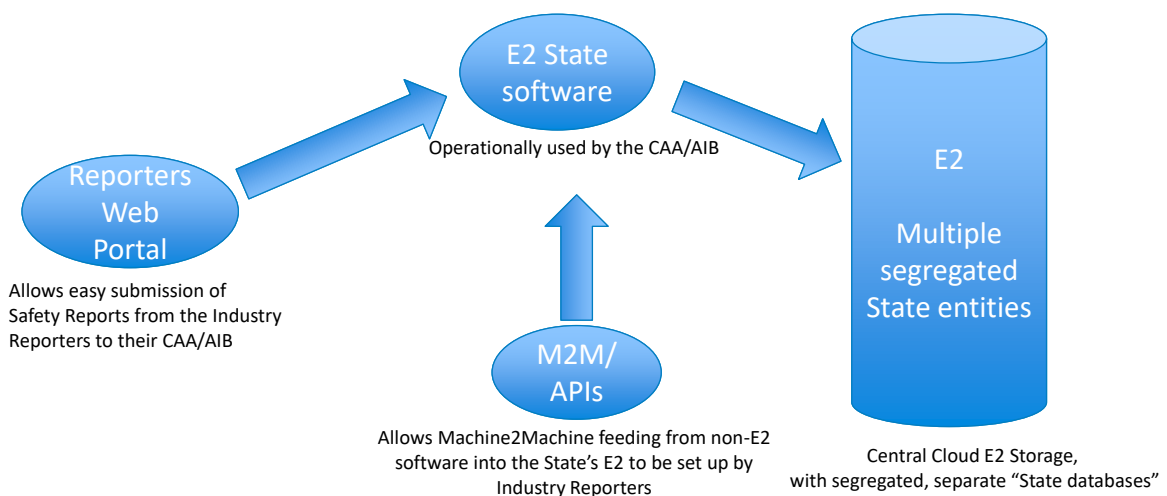 E2 State
software
Operationally used by the CAA/AIB
Reporters
Web
Portal
Allows easy submission of
Safety Reports from the Industry
Reporters to their CAA/AIB
M2M/
APIs
Allows Machine2Machine feeding from non-E2
software into the State’s E2 to be set up by
Industry Reporters
E2
Multiple
segregated
State entities
Central Cloud E2 Storage,
with segregated, separate “State databases”